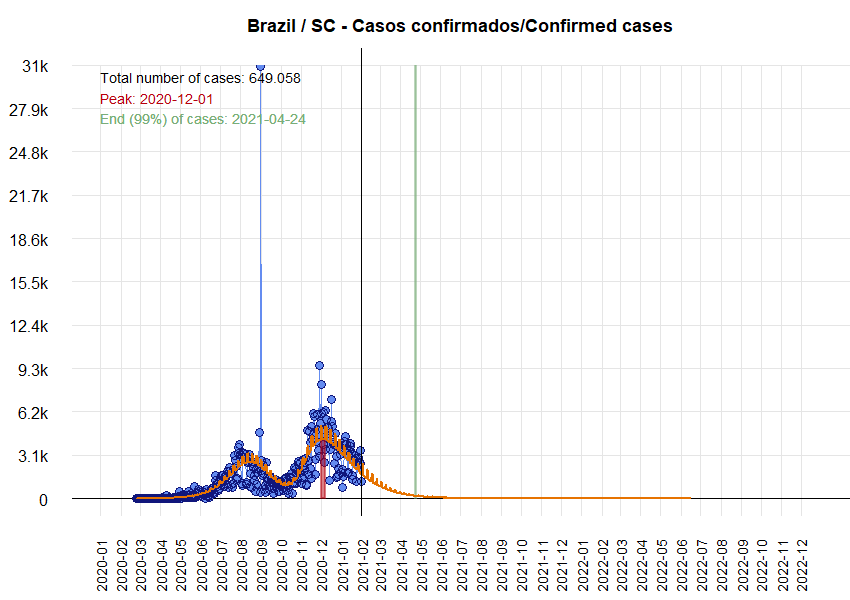 Brazil / SC - Casos confirmados/Confirmed cases
Total number of cases: 649.058
Peak: 2020-12-01
End (99%) of cases: 2021-04-24
31k
27.9k
24.8k
21.7k
18.6k
15.5k
12.4k
9.3k
6.2k
3.1k
0
2020-01
2020-02
2020-03
2020-04
2020-05
2020-06
2020-07
2020-08
2020-09
2020-10
2020-11
2020-12
2021-01
2021-02
2021-03
2021-04
2021-05
2021-06
2021-07
2021-08
2021-09
2021-10
2021-11
2021-12
2022-01
2022-02
2022-03
2022-04
2022-05
2022-06
2022-07
2022-08
2022-09
2022-10
2022-11
2022-12